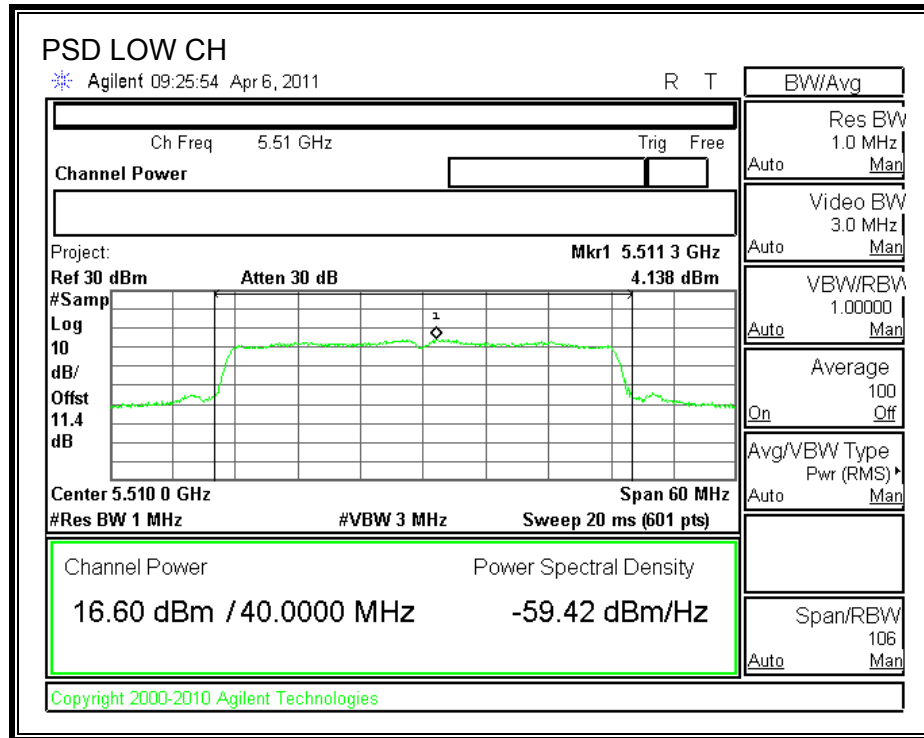 PSD LOW CH
Agilent 09:25:54 Apr 6, 2011 R T
Ch Freq 5.51 GHz Trig Free
Channel Power
Project:
Mkr1 5.511 3 GHz
Ref 30 dBm Atten 30 dB 4.138 dBm
#Samp
Log
10
dB/
Offst
11.4
dB
1
Center 5.510 0 GHz Span 60 MHz
#Res BW 1 MHz #VBW 3 MHz Sweep 20 ms (601 pts)
Channel Power Power Spectral Density
16.60 dBm / 40.0000 MHz -59.42 dBm/Hz
Copyright 2000-2010 Agilent Technologies
BW/Avg
Res BW
1.0 MHz
Auto Man
Video BW
3.0 MHz
Auto Man
VBW/RBW
1.00000
Auto Man
Average
100
On Off
Avg/VBW Type
Pwr (RMS)
Auto Man
Span/RBW
106
Auto Man